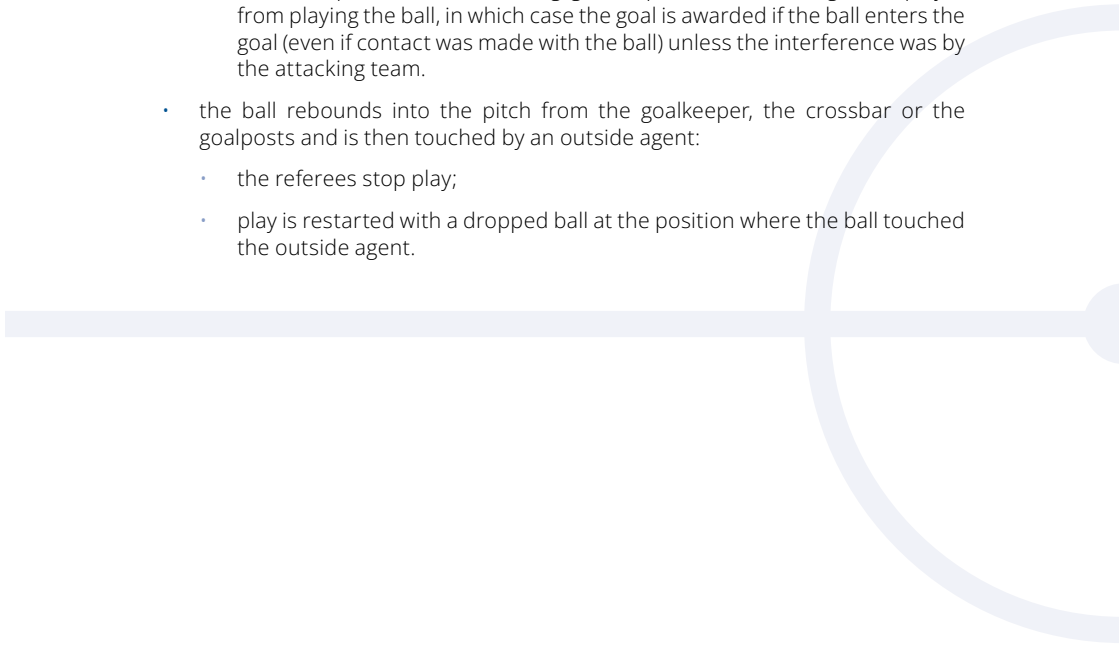 from playing the ball, in which case the goal is awarded if the ball enters the
goal (even if contact was made with the ball) unless the interference was by
the attacking team.
• the ball rebounds into the pitch from the goalkeeper, the crossbar or the
goalposts and is then touched by an outside agent:
• the referees stop play;
• play is restarted with a dropped ball at the position where the ball touched
the outside agent.